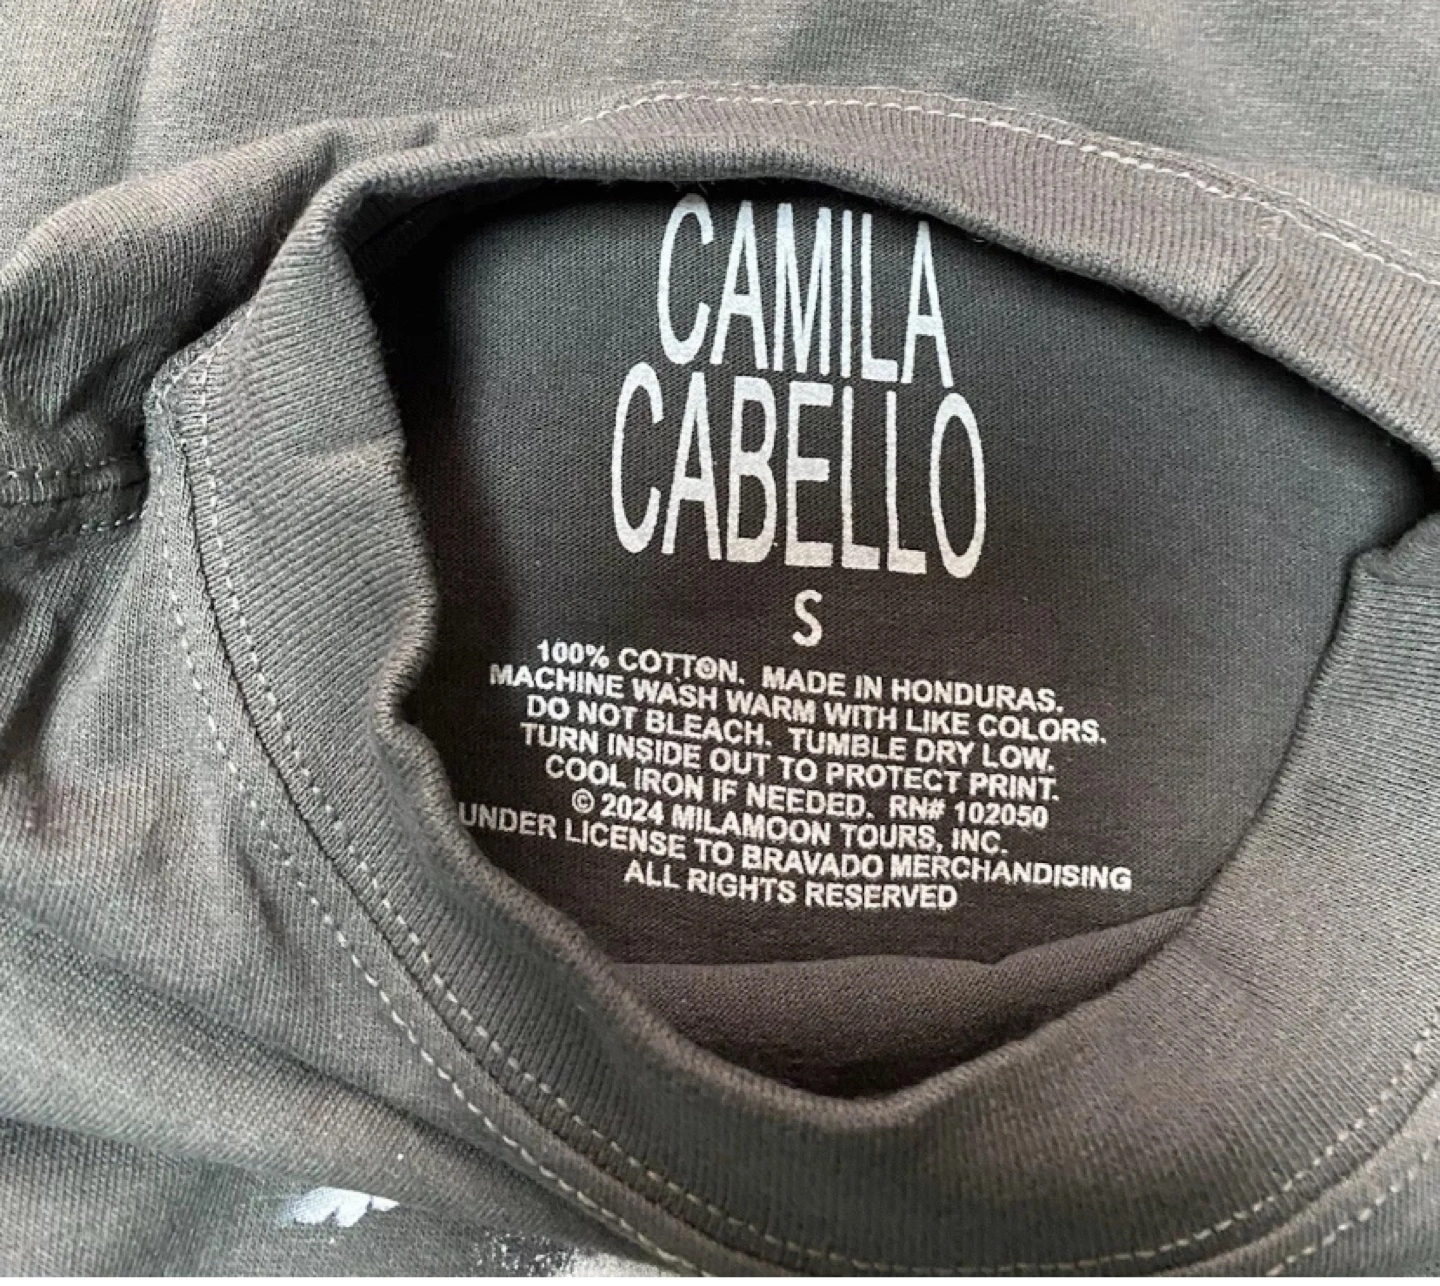 CAMILA
CABELLO
S
100% COTTON. MADE IN HONDURAS.
MACHINE WASH WARM WITH LIKE COLORS.
DO NOT BLEACH. TUMBLE DRY LOW.
TURN INSIDE OUT TO PROTECT PRINT.
COOL IRON IF NEEDED. RN# 102050
© 2024 MILAMOON TOURS, INC.
UNDER LICENSE TO BRAVADO MERCHANDISING
ALL RIGHTS RESERVED